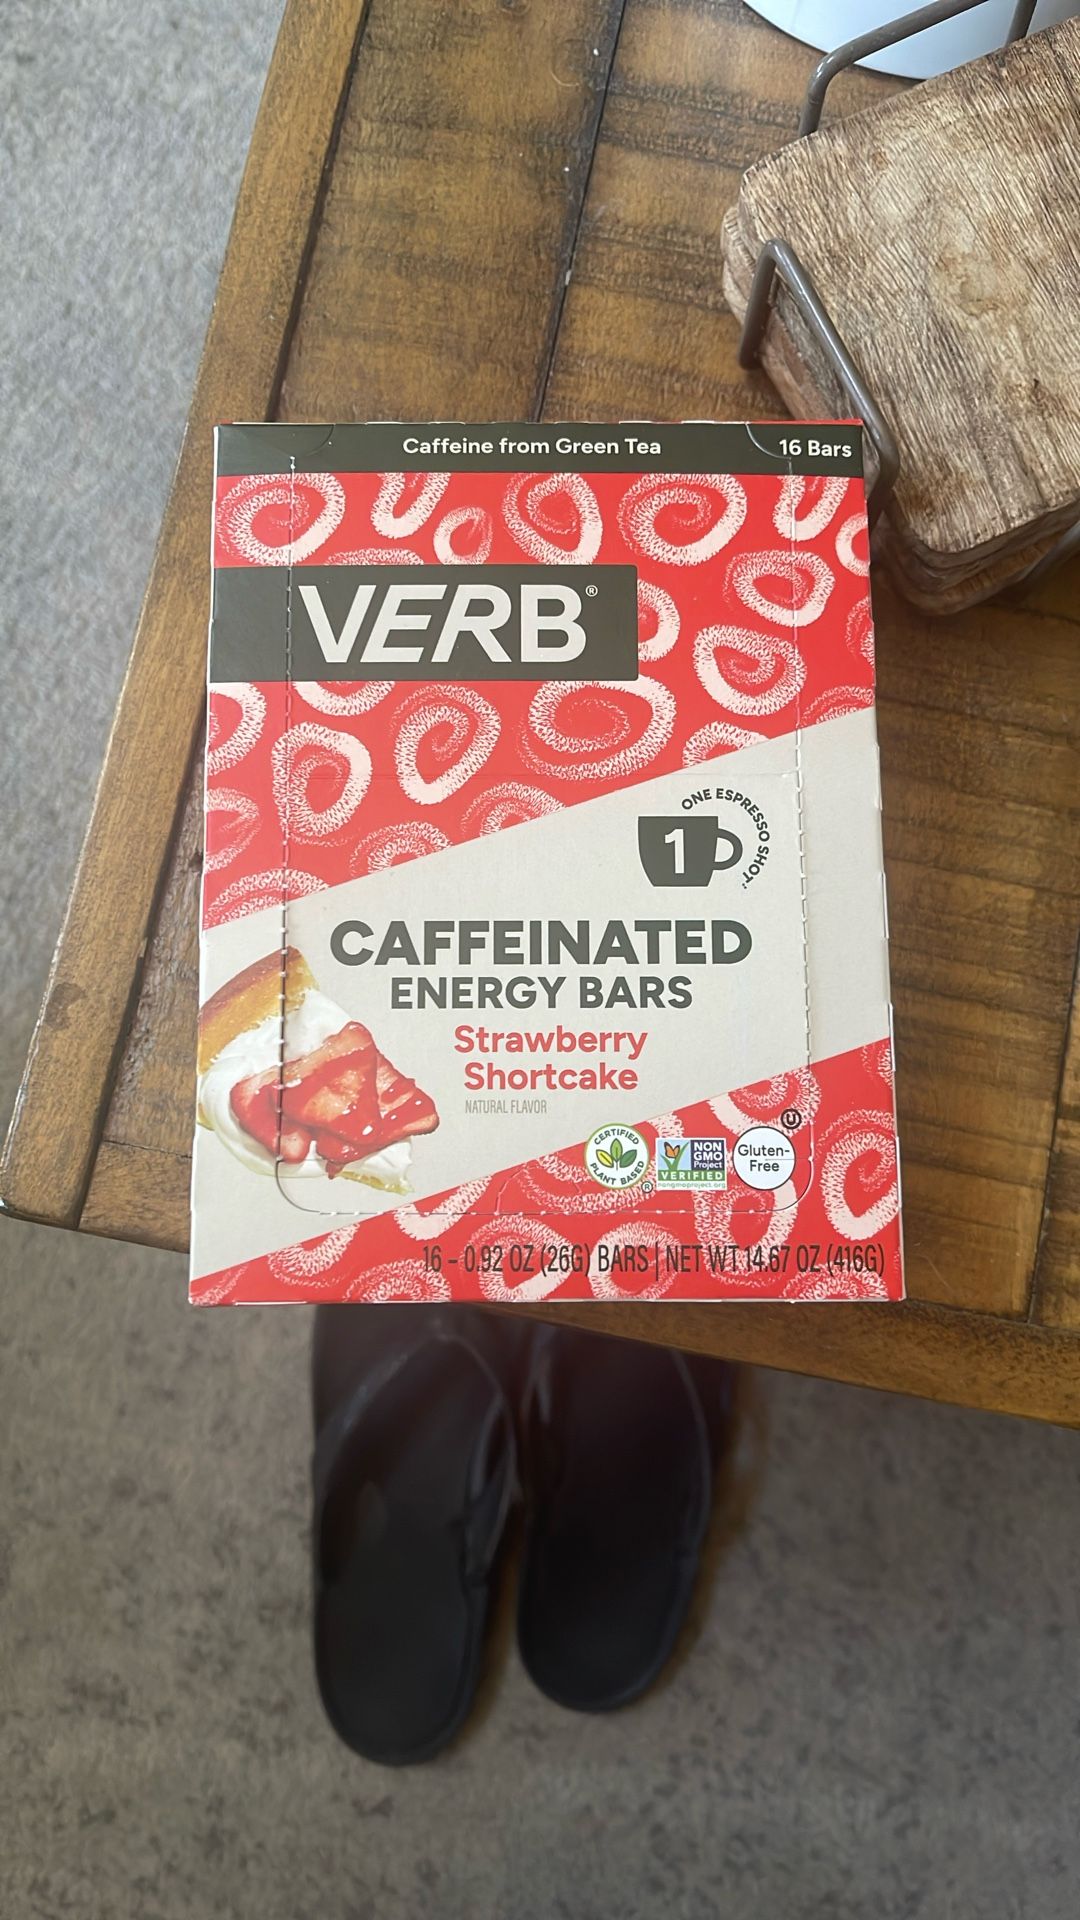 Caffeine from Green Tea
16 Bars
VERB®
ONE ESPRESSO SHOT
1
CAFFEINATED
ENERGY BARS
Strawberry
Shortcake
NATURAL FLAVOR
CERTIFIED
PLANT BASED
®
NON
GMO
Project
VERIFIED
nongmoproject.org
U
Gluten-
Free
16 - 0.92 OZ (26G) BARS | NET WT 14.67 OZ (416G)